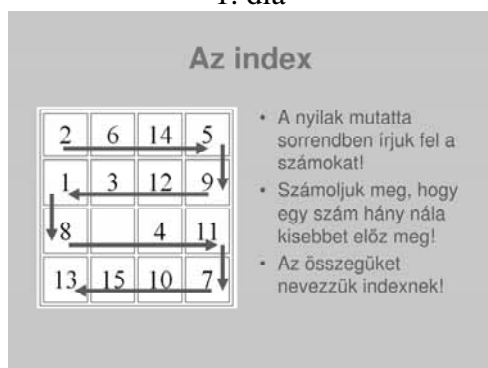 1. dia
Az index
2 6 14 5
1 3 12 9
8 4 11
13 15 10 7
• A nyilak mutatta
sorrendben írjuk fel a
számokat!
• Számoljuk meg, hogy
egy szám hány nála
kisebbet előz meg!
- Az összegüket
nevezzük indexnek!